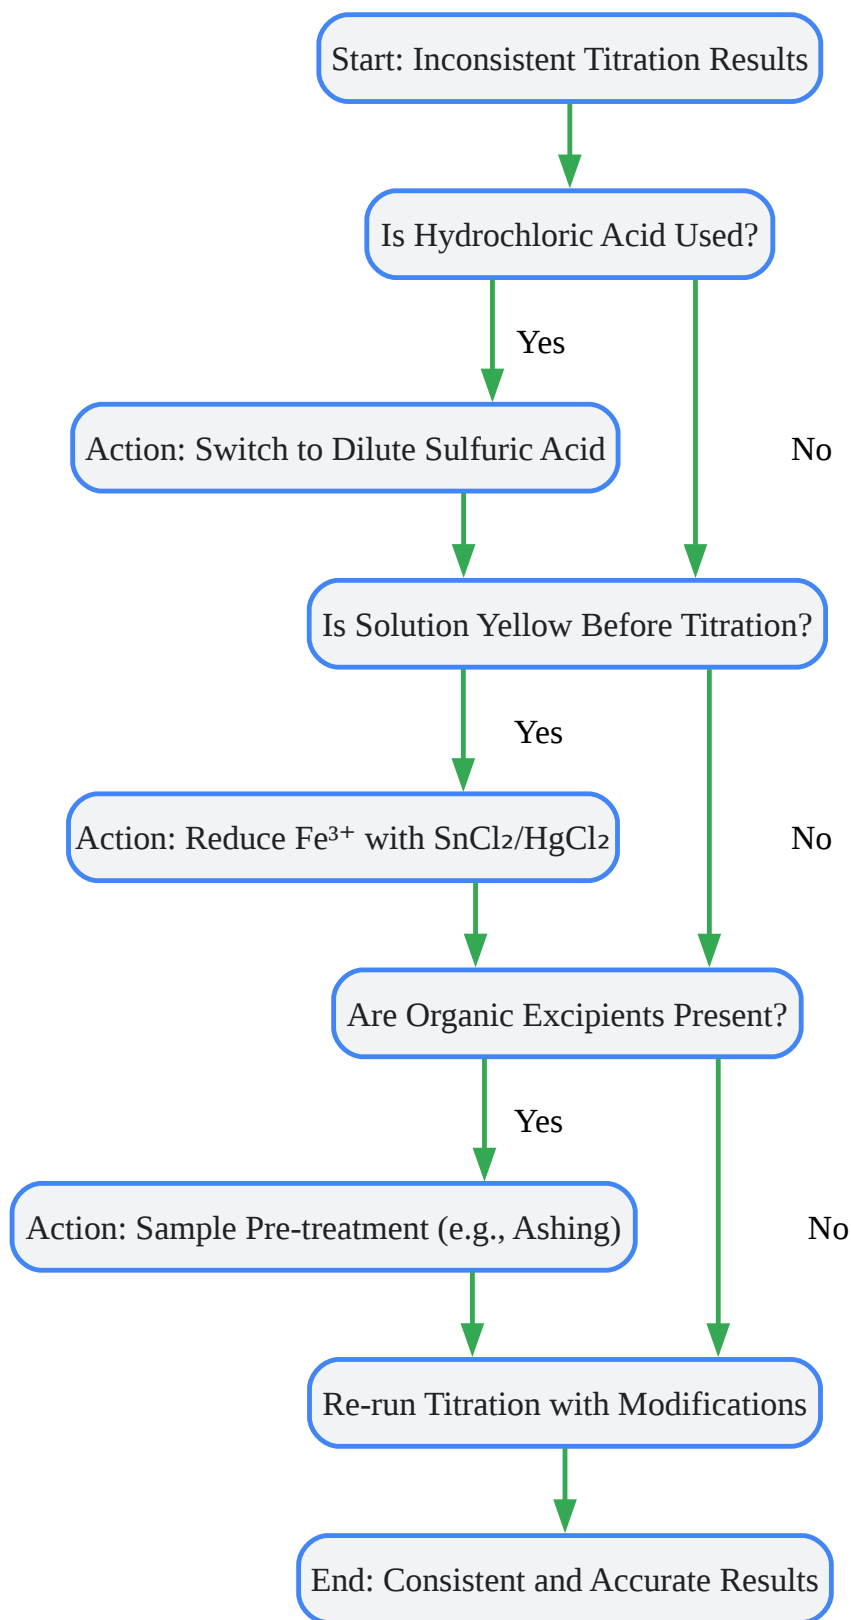 Start: Inconsistent Titration Results
Is Hydrochloric Acid Used?
Yes
Action: Switch to Dilute Sulfuric Acid
No
Is Solution Yellow Before Titration?
Yes
Action: Reduce Fe³⁺ with SnCl₂/HgCl₂
No
Are Organic Excipients Present?
Yes
Action: Sample Pre-treatment (e.g., Ashing)
No
Re-run Titration with Modifications
End: Consistent and Accurate Results